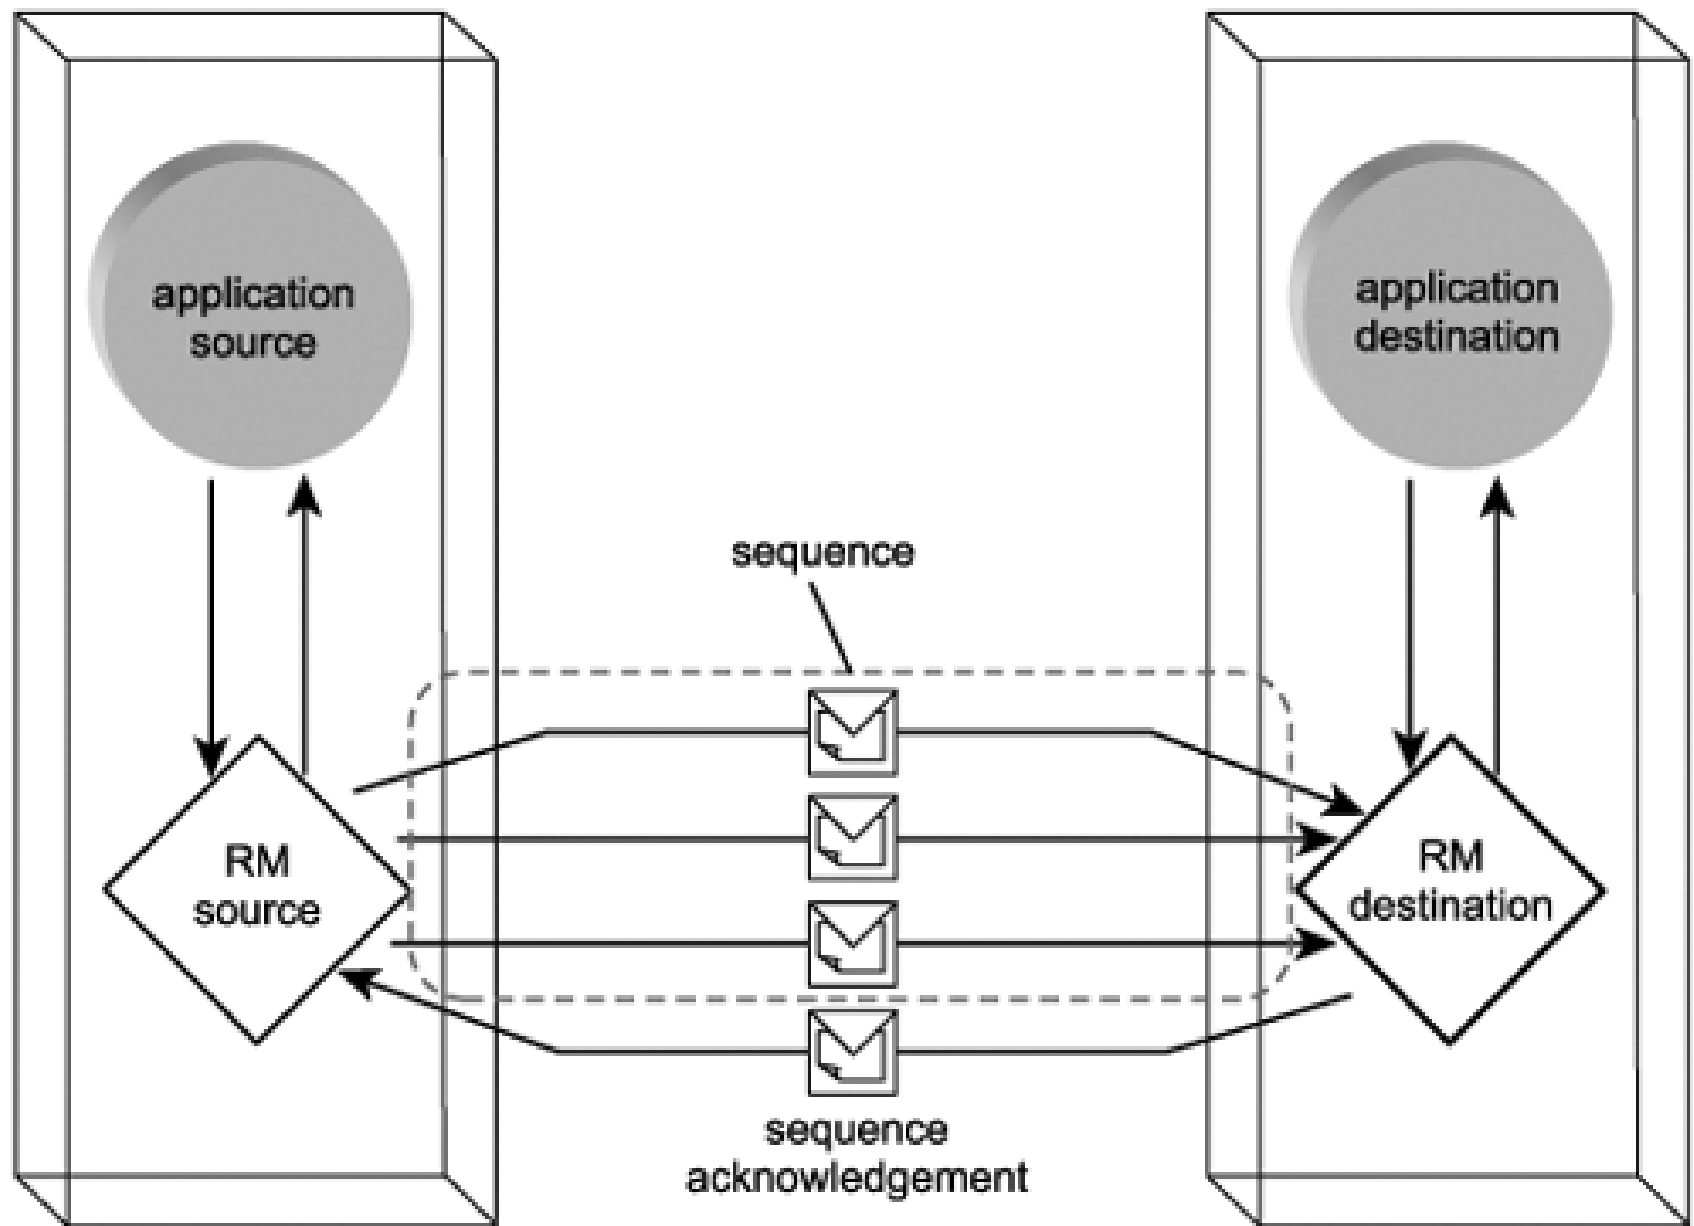 application
source
application
destination
sequence
RM
source
RM
destination
sequence
acknowledgement